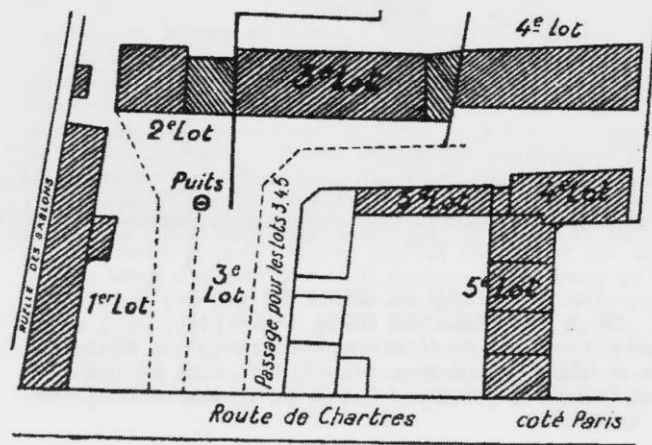 4e Lot
3e Lot
2e Lot
Puits
RUELLE DES SABLONS
1er Lot
3e
Lot
Passage pour les lots 3, 4, 5
5e Lot
4e Lot
5e Lot
Route de Chartres
coté Paris